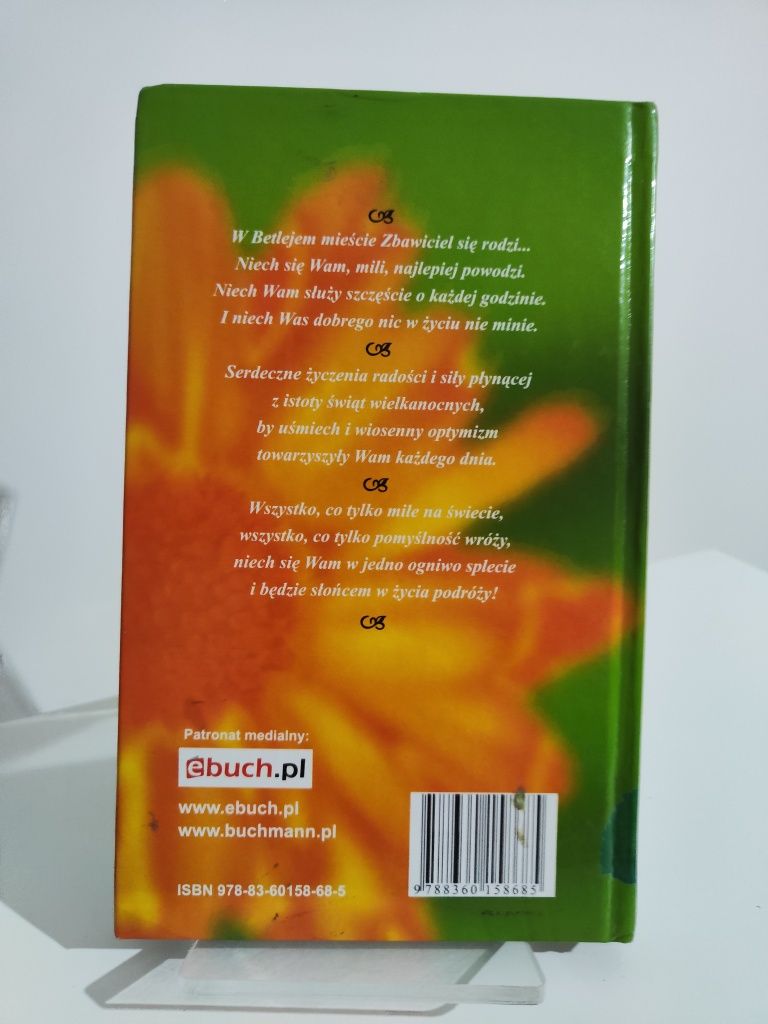 W Betlejem mieście Zbawiciel się rodzi...
Niech się Wam, mili, najlepiej powodzi.
Niech Wam służy szczęście o każdej godzinie.
I niech Was dobrego nic w życiu nie minie.
Serdeczne życzenia radości i siły płynącej
z istoty świąt wielkanocnych,
by uśmiech i wiosenny optymizm
towarzyszyły Wam każdego dnia.
Wszystko, co tylko miłe na świecie,
wszystko, co tylko pomyślność wróży,
niech się Wam w jedno ogniwo splecie
i będzie słońcem w życia podróży!
Patronat medialny:
ebuch.pl
www.ebuch.pl
www.buchmann.pl
ISBN 978-83-60158-68-5
9 788360 158685